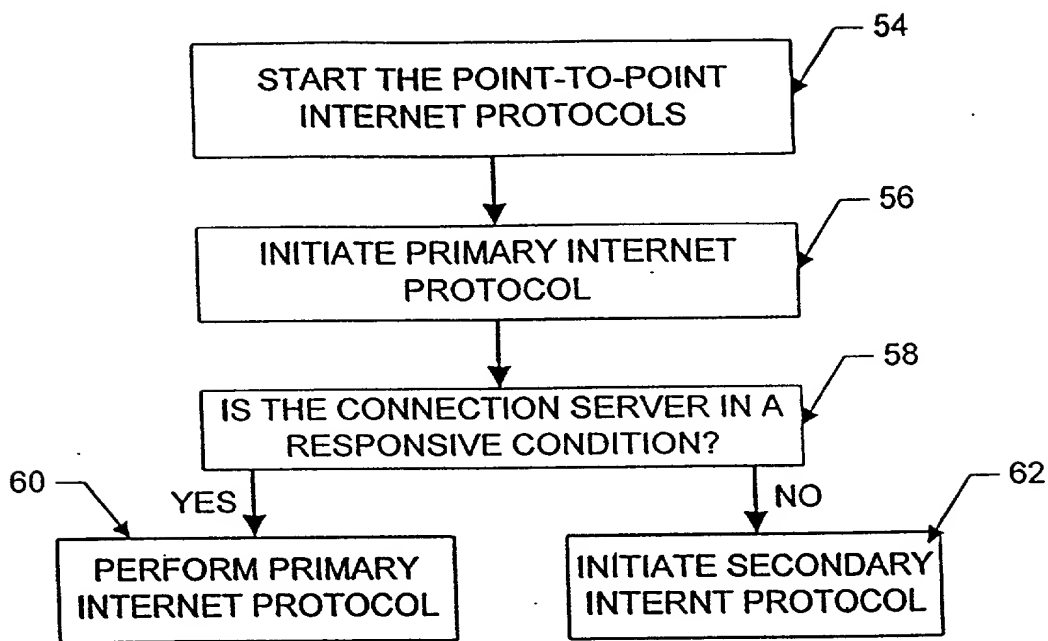 54
START THE POINT-TO-POINT
INTERNET PROTOCOLS
56
INITIATE PRIMARY INTERNET
PROTOCOL
58
IS THE CONNECTION SERVER IN A
RESPONSIVE CONDITION?
60
YES
NO
62
PERFORM PRIMARY
INTERNET PROTOCOL
INITIATE SECONDARY
INTERNT PROTOCOL